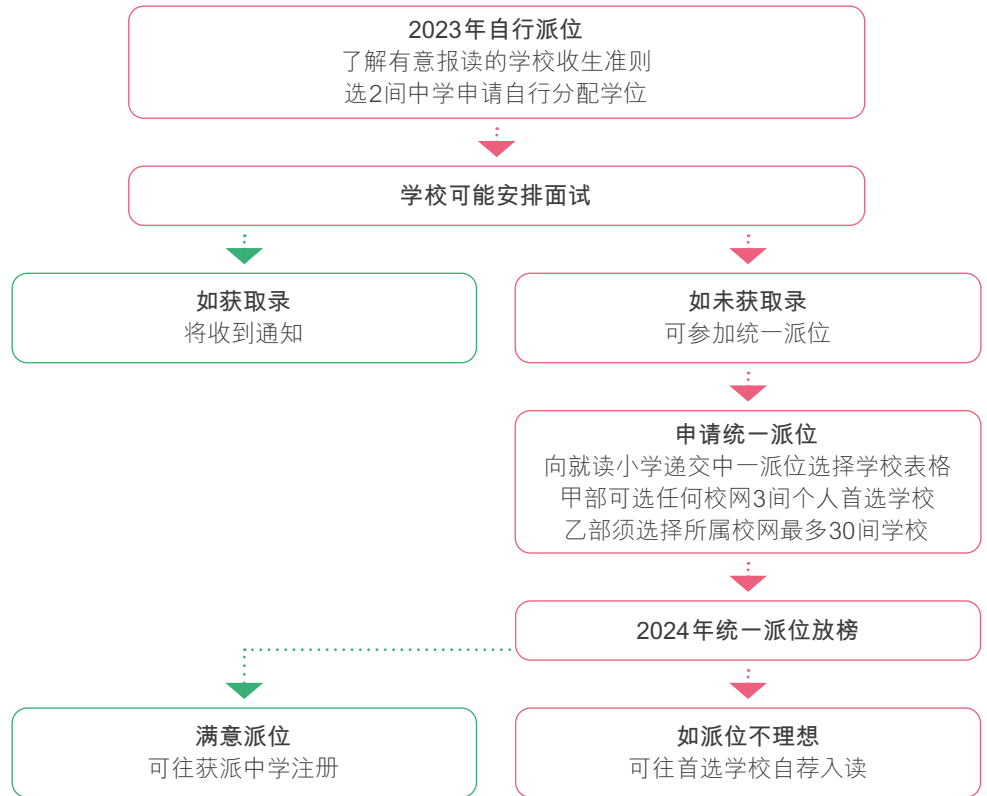 2023年自行派位
了解有意报读的学校收生准则
选2间中学申请自行分配学位
学校可能安排面试
如获取录
将收到通知
如未获取录
可参加统一派位
申请统一派位
向就读小学递交中一派位选择学校表格
甲部可选任何校网3间个人首选学校
乙部须选择所属校网最多30间学校
2024年统一派位放榜
满意派位
可往获派中学注册
如派位不理想
可往首选学校自荐入读